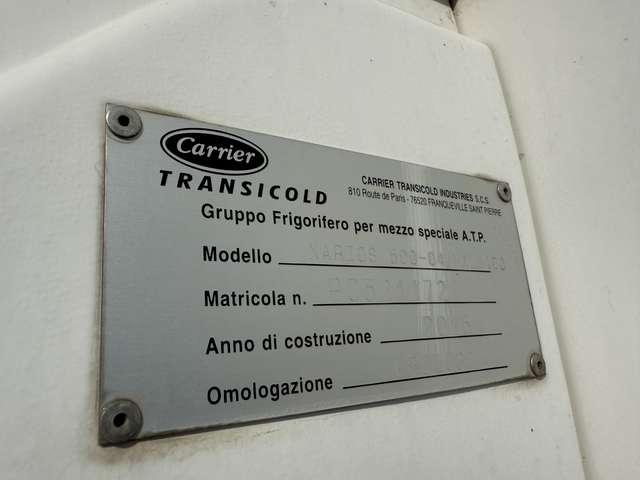 Carrier
TRANSICOLD
CARRIER TRANSICOLD INDUSTRIES S.C.S.
810 Route de Paris - 76520 FRANQUEVILLE SAINT PIERRE
Gruppo Frigorifero per mezzo speciale A.T.P.
Modello
Matricola n.
Anno di costruzione
Omologazione